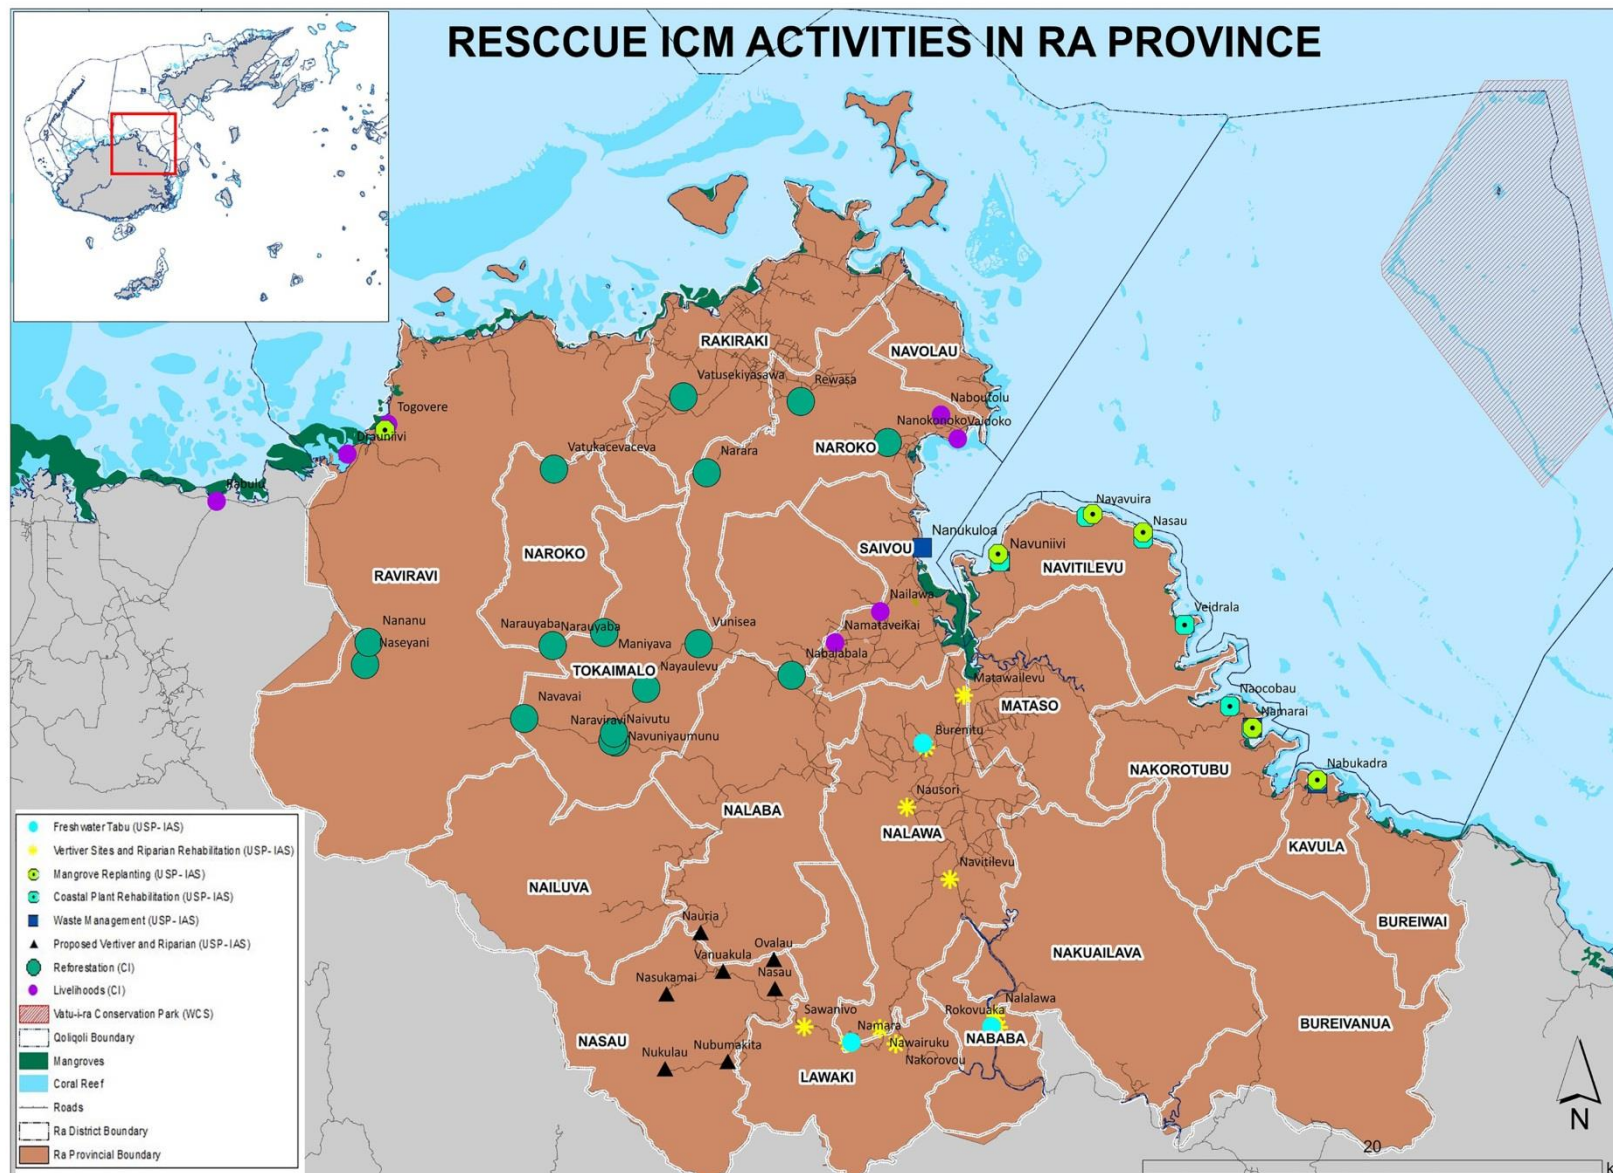 RESCCUE ICM ACTIVITIES IN RA PROVINCE
RAKIRAKI
NAVOLAU
Vatusekiyasawa
Rewasa
Naboutolu
Togovere
Nanokonoko
Vaidoko
Drauniivi
Vatukacevaceva
Narara
NAROKO
Rabulu
Nayavuira
Nasau
Nanukuloa
SAIVOU
Navuniivi
NAROKO
NAVITILEVU
RAVIRAVI
Nailawa
Veidrala
Nananu
Narauyaba
Narauyaba
Vunisea
Namataveikai
Naseyani
Maniyava
Nabalabala
TOKAIMALO
Nayaulevu
Matawailevu
Navavai
MATASO
Naocobau
Naraviravi
Naivutu
Namarai
Navuniyaumunu
Burenitu
NAKOROTUBU
Nabukadra
Nausori
NALABA
NALAWA
KAVULA
Navitilevu
NAILUVA
BUREIWAI
Nauria
Vanuakula
Ovalau
NAKUAILAVA
Nasukamai
Nasau
Sawanivo
Rokovuaka
Nalalawa
Namara
BUREIVANUA
NASAU
Nubumakita
Nawairuku
NABABA
Nukulau
Nakorovou
LAWAKI
Freshwater Tabu (USP-IAS)
Vertiver Sites and Riparian Rehabilitation (USP-IAS)
Mangrove Replanting (USP-IAS)
Coastal Plant Rehabilitation (USP-IAS)
Waste Management (USP-IAS)
Proposed Vertiver and Riparian (USP-IAS)
Reforestation (CI)
Livelihoods (CI)
Vatu-i-ra Conservation Park (WCS)
Qoliqoli Boundary
Mangroves
Coral Reef
Roads
Ra District Boundary
Ra Provincial Boundary
N
20